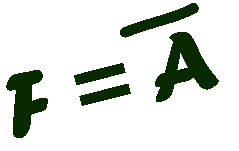 F = A̅